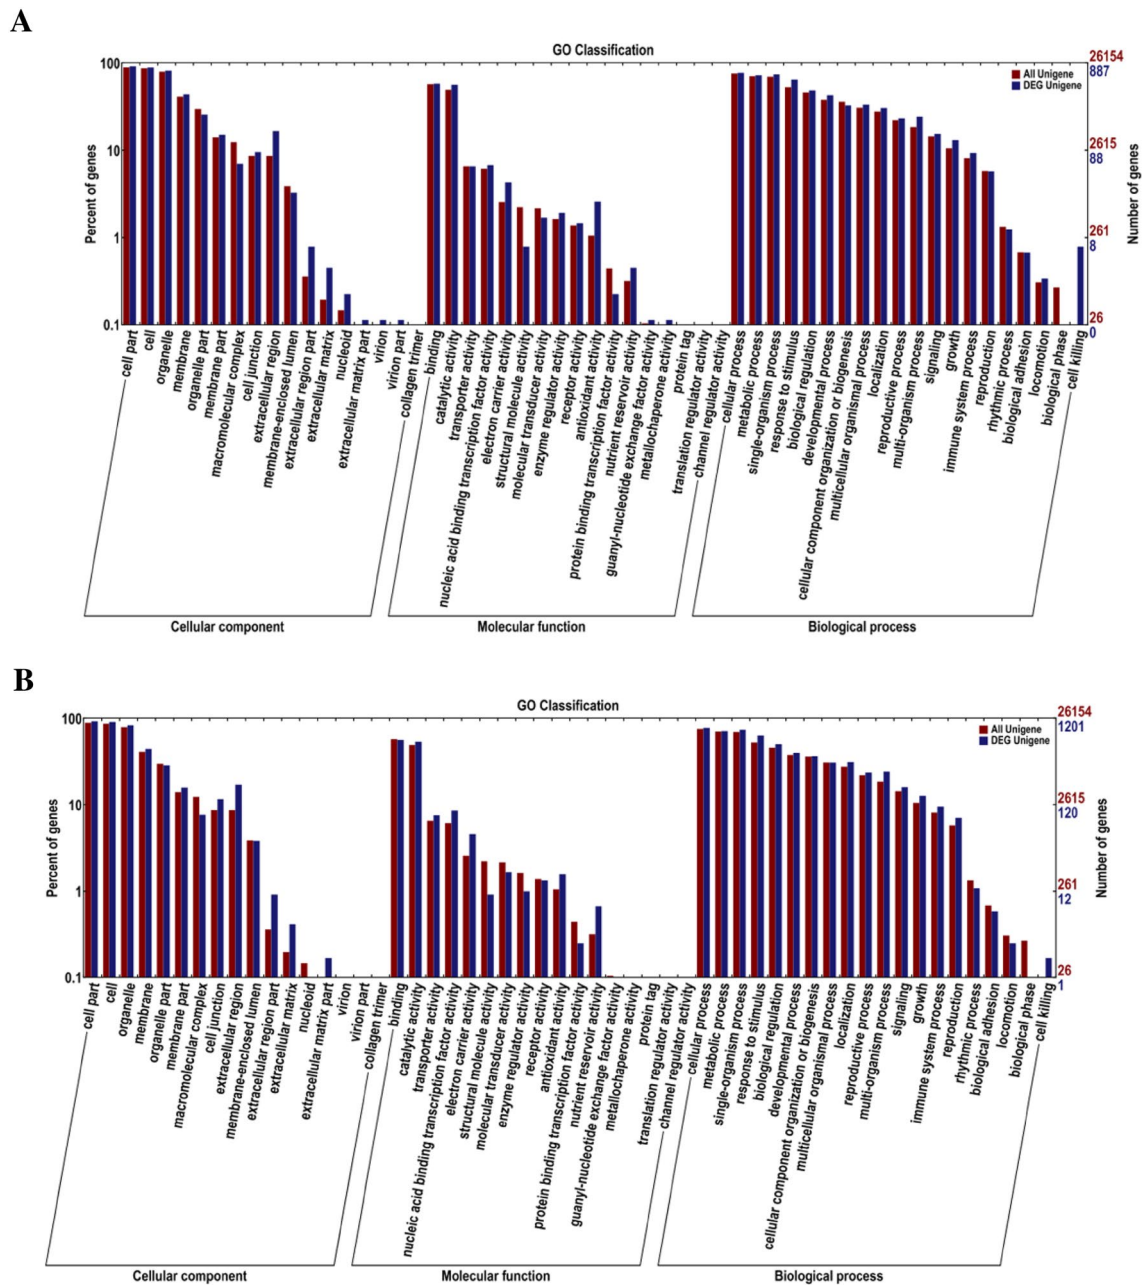 A
GO Classification
100
10
1
0.1
Percent of genes
26154
887
2615
88
261
8
26
0
Number of genes
All Unigene
DEG Unigene
cell part
cell
organelle
membrane
organelle part
membrane part
macromolecular complex
cell junction
extracellular region
membrane-enclosed lumen
extracellular region part
extracellular matrix
nucleoid
extracellular matrix part
virion
virion part
collagen trimer
binding
catalytic activity
transporter activity
nucleic acid binding transcription factor activity
electron carrier activity
structural molecule activity
molecular transducer activity
enzyme regulator activity
receptor activity
antioxidant activity
protein binding transcription factor activity
nutrient reservoir activity
guanyl-nucleotide exchange factor activity
metallochaperone activity
protein tag
translation regulator activity
channel regulator activity
cellular process
metabolic process
single-organism process
response to stimulus
biological regulation
developmental process
cellular component organization or biogenesis
multicellular organismal process
localization
reproductive process
multi-organism process
signaling
growth
immune system process
reproduction
rhythmic process
biological adhesion
locomotion
biological phase
cell killing
Cellular component
Molecular function
Biological process
B
GO Classification
100
10
1
0.1
Percent of genes
26154
1201
2615
120
261
12
26
1
Number of genes
All Unigene
DEG Unigene
cell part
cell
organelle
membrane
organelle part
membrane part
macromolecular complex
cell junction
extracellular region
membrane-enclosed lumen
extracellular region part
extracellular matrix
nucleoid
extracellular matrix part
virion
virion part
collagen trimer
binding
catalytic activity
transporter activity
nucleic acid binding transcription factor activity
electron carrier activity
structural molecule activity
molecular transducer activity
enzyme regulator activity
receptor activity
antioxidant activity
protein binding transcription factor activity
nutrient reservoir activity
guanyl-nucleotide exchange factor activity
metallochaperone activity
protein tag
translation regulator activity
channel regulator activity
cellular process
metabolic process
single-organism process
response to stimulus
biological regulation
developmental process
cellular component organization or biogenesis
multicellular organismal process
localization
reproductive process
multi-organism process
signaling
growth
immune system process
reproduction
rhythmic process
biological adhesion
locomotion
biological phase
cell killing
Cellular component
Molecular function
Biological process